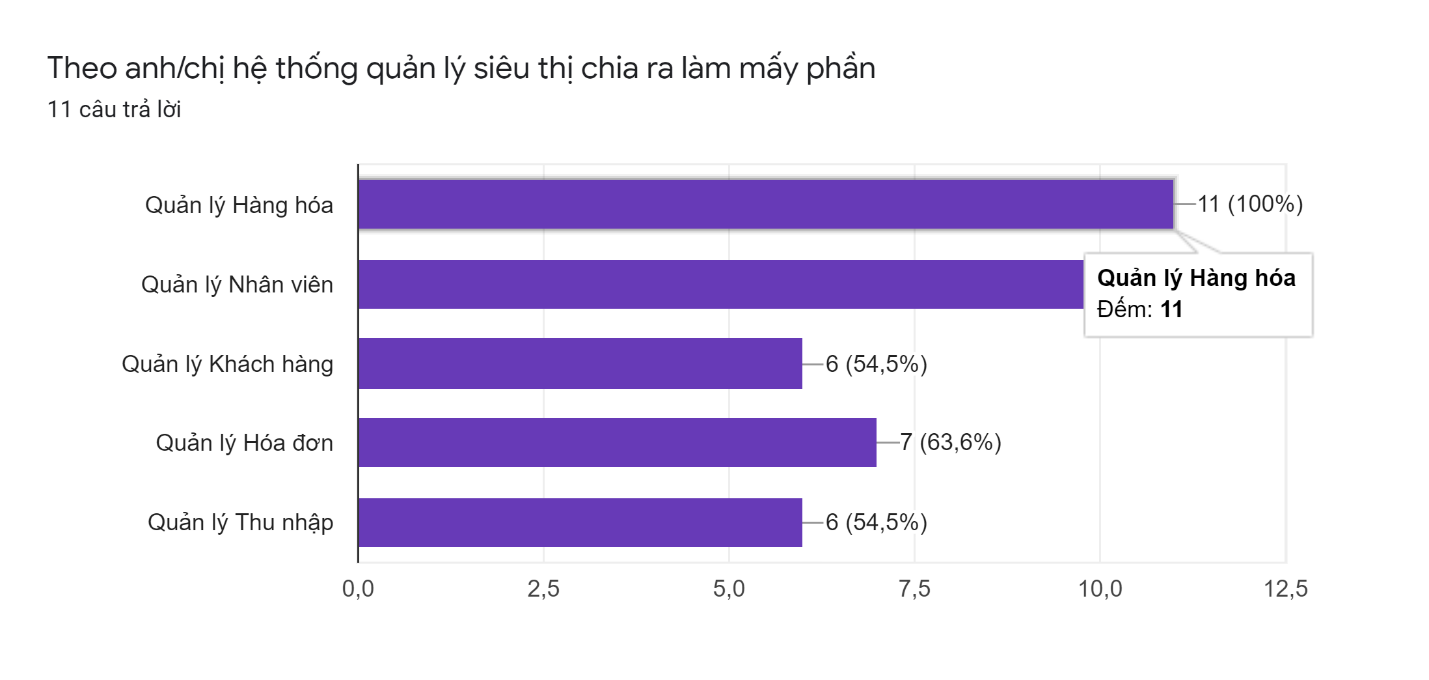 Theo anh/chị hệ thống quản lý siêu thị chia ra làm mấy phần
11 câu trả lời
Quản lý Hàng hóa
11 (100%)
Quản lý Nhân viên
Quản lý Hàng hóa
Đếm: 11
Quản lý Khách hàng
6 (54,5%)
Quản lý Hóa đơn
7 (63,6%)
Quản lý Thu nhập
6 (54,5%)
0,0 2,5 5,0 7,5 10,0 12,5